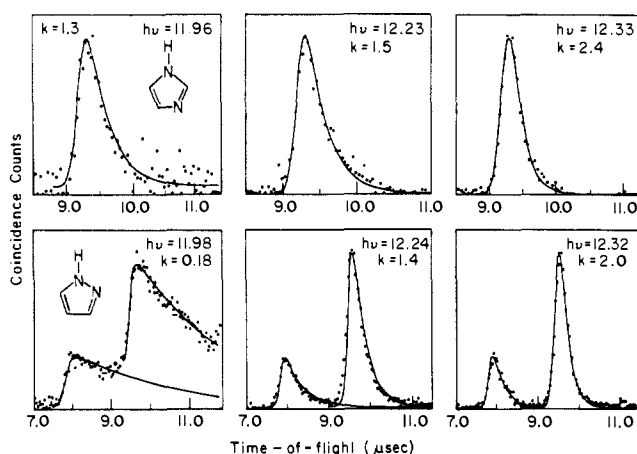 k=1.3
hν=11.96
H
N
N
hν=12.23
k=1.5
hν=12.33
k=2.4
9.0 10.0 11.0
9.0 10.0 11.0
9.0 10.0 11.0
Coincidence Counts
hν=11.98
k=0.18
H
N
N
hν=12.24
k=1.4
hν=12.32
k=2.0
7.0 9.0 11.0
7.0 9.0 11.0
7.0 9.0 11.0
Time-of-flight (μsec)